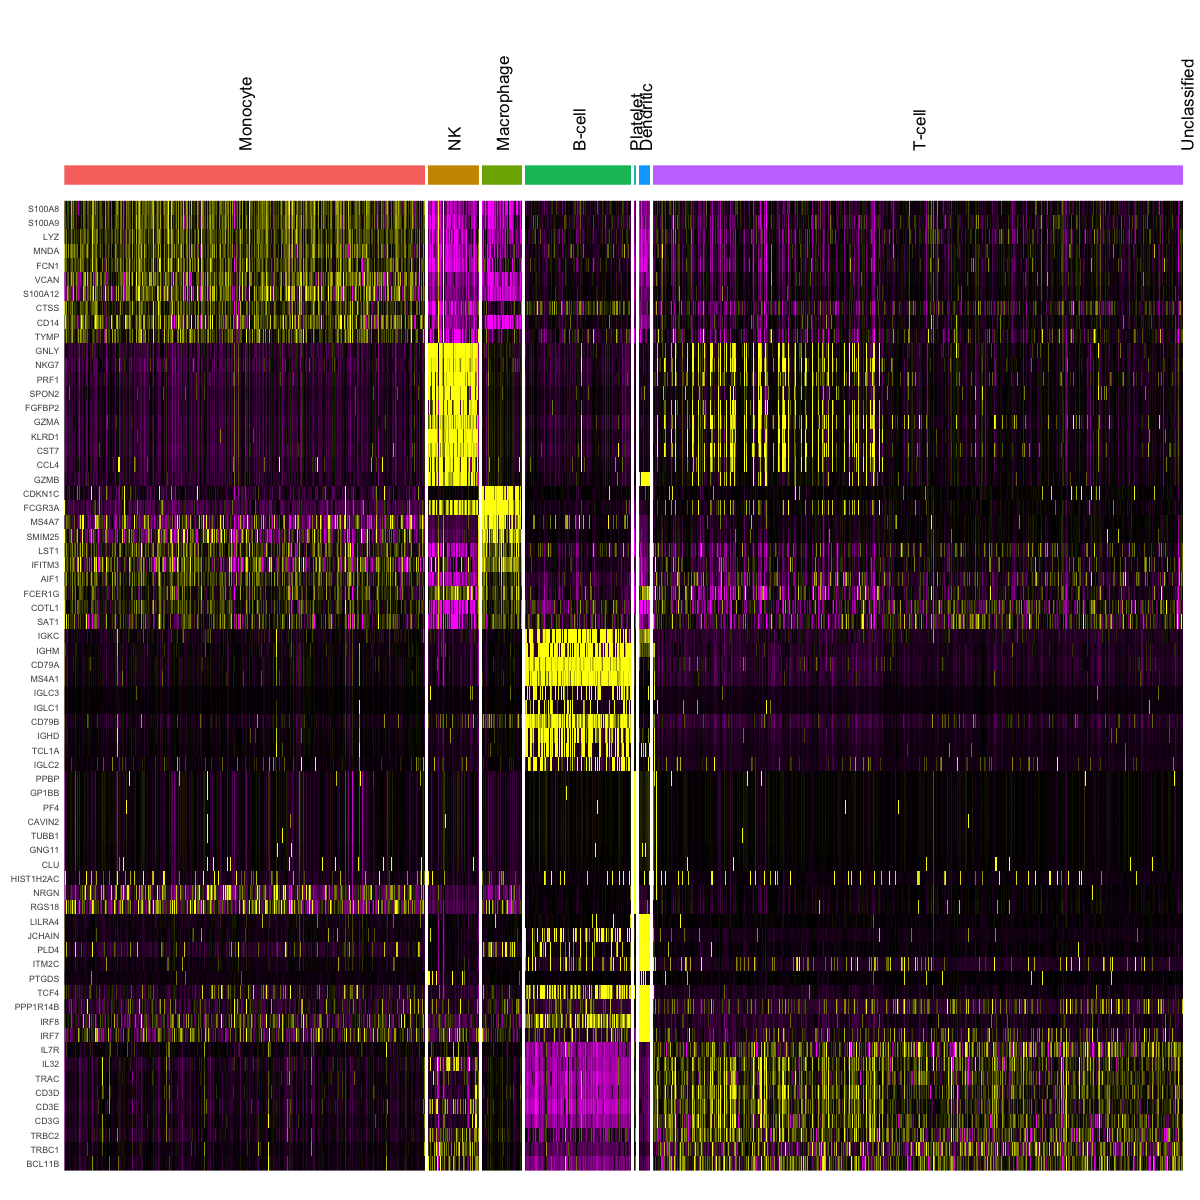 Monocyte
NK
Macrophage
B-cell
Platelet
Dendritic
T-cell
Unclassified
S100A8
S100A9
LYZ
MNDA
FCN1
VCAN
S100A12
CTSS
CD14
TYMP
GNLY
NKG7
PRF1
SPON2
FGFBP2
GZMA
KLRD1
CST7
CCL4
GZMB
CDKN1C
FCGR3A
MS4A7
SMIM25
LST1
IFITM3
AIF1
FCER1G
COTL1
SAT1
IGKC
IGHM
CD79A
MS4A1
IGLC3
IGLC1
CD79B
IGHD
TCL1A
IGLC2
PPBP
GP1BB
PF4
CAVIN2
TUBB1
GNG11
CLU
HIST1H2AC
NRGN
RGS18
LILRA4
JCHAIN
PLD4
ITM2C
PTGDS
TCF4
PPP1R14B
IRF8
IRF7
IL7R
IL32
TRAC
CD3D
CD3E
CD3G
TRBC2
TRBC1
BCL11B